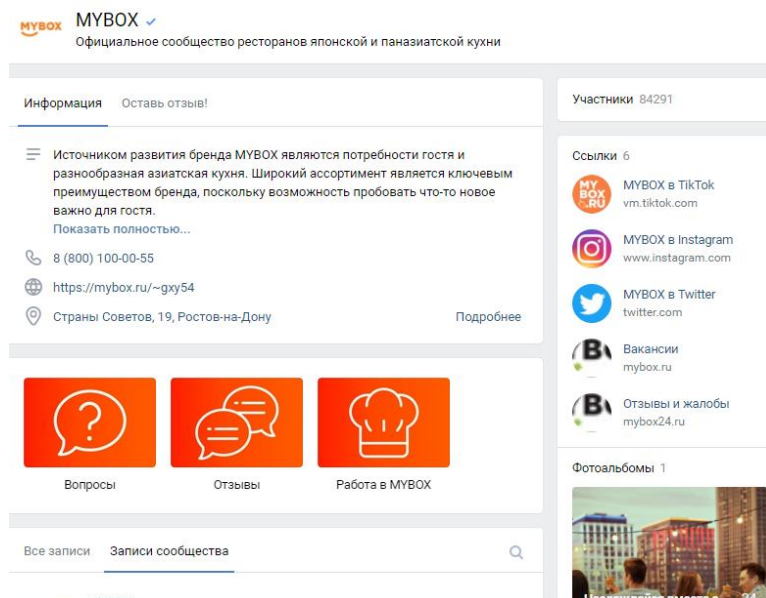 MYBOX
MYBOX
Официальное сообщество ресторанов японской и паназиатской кухни
Информация
Оставь отзыв!
Источником развития бренда MYBOX являются потребности гостя и
разнообразная азиатская кухня. Широкий ассортимент является ключевым
преимуществом бренда, поскольку возможность пробовать что-то новое
важно для гостя.
Показать полностью...
8 (800) 100-00-55
https://mybox.ru/~gxy54
Страны Советов, 19, Ростов-на-Дону
Подробнее
Вопросы
Отзывы
Работа в MYBOX
Все записи
Записи сообщества
Участники 84291
Ссылки 6
MY
BOX
.RU
MYBOX в TikTok
vm.tiktok.com
MYBOX в Instagram
www.instagram.com
MYBOX в Twitter
twitter.com
Вакансии
mybox.ru
Отзывы и жалобы
mybox24.ru
Фотоальбомы 1
24